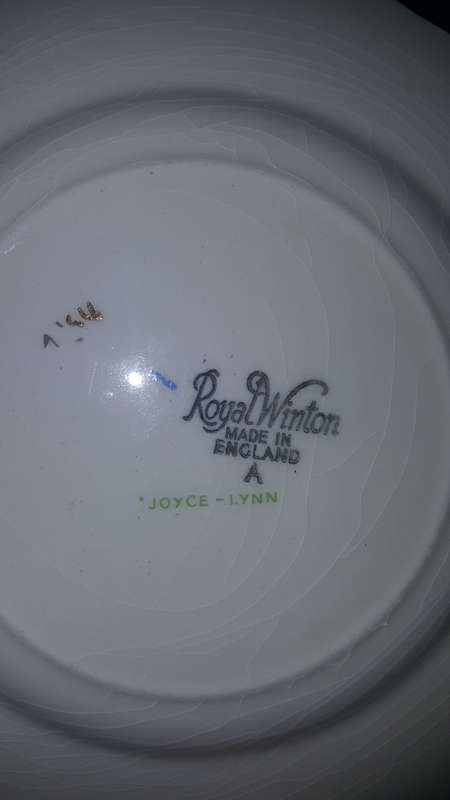 Royal Winton
MADE IN
ENGLAND
A
"JOYCE-LYNN